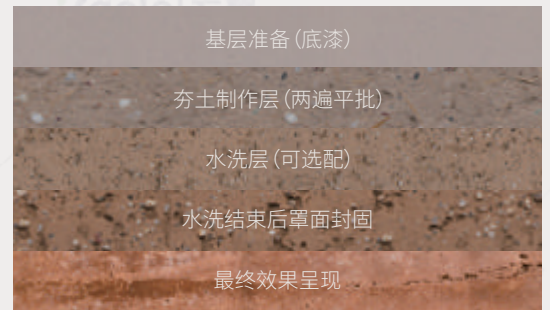 基层准备(底漆)
夯土制作层(两遍平批)
水洗层(可选配)
水洗结束后罩面封固
最终效果呈现